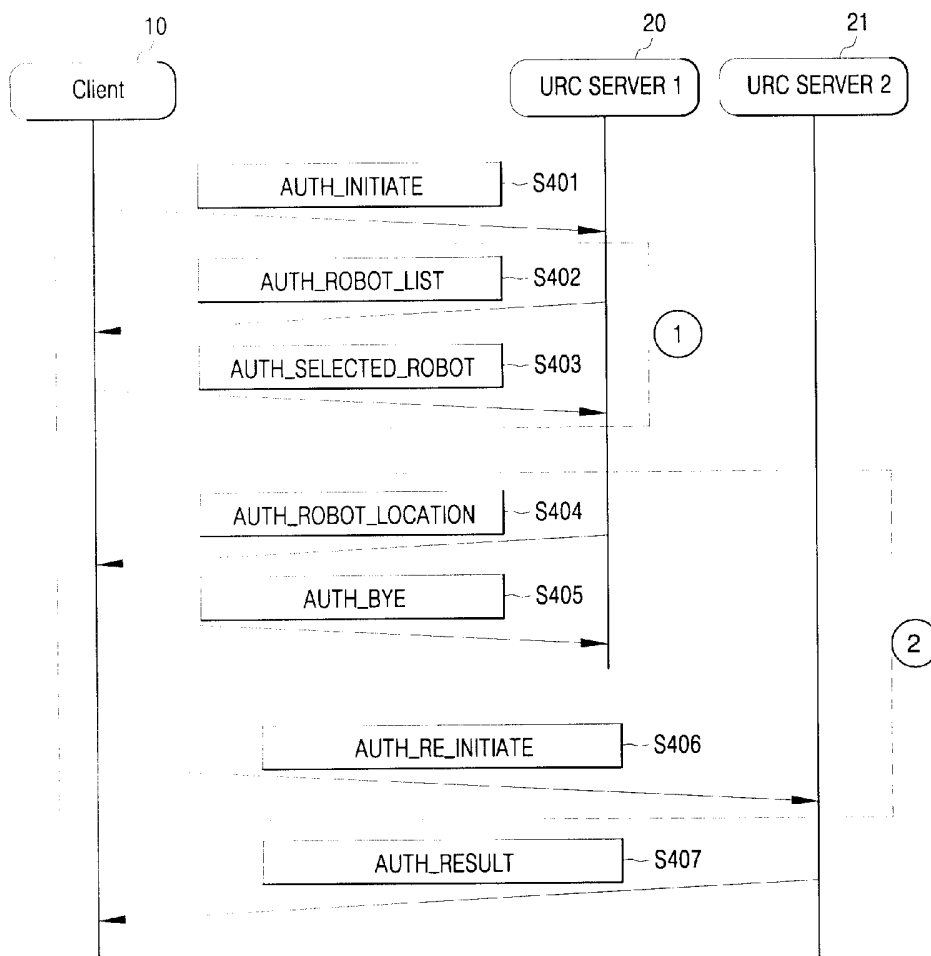 10
20
21
Client
URC SERVER 1
URC SERVER 2
AUTH_INITIATE
S401
AUTH_ROBOT_LIST
S402
1
AUTH_SELECTED_ROBOT
S403
AUTH_ROBOT_LOCATION
S404
AUTH_BYE
S405
2
AUTH_RE_INITIATE
S406
AUTH_RESULT
S407